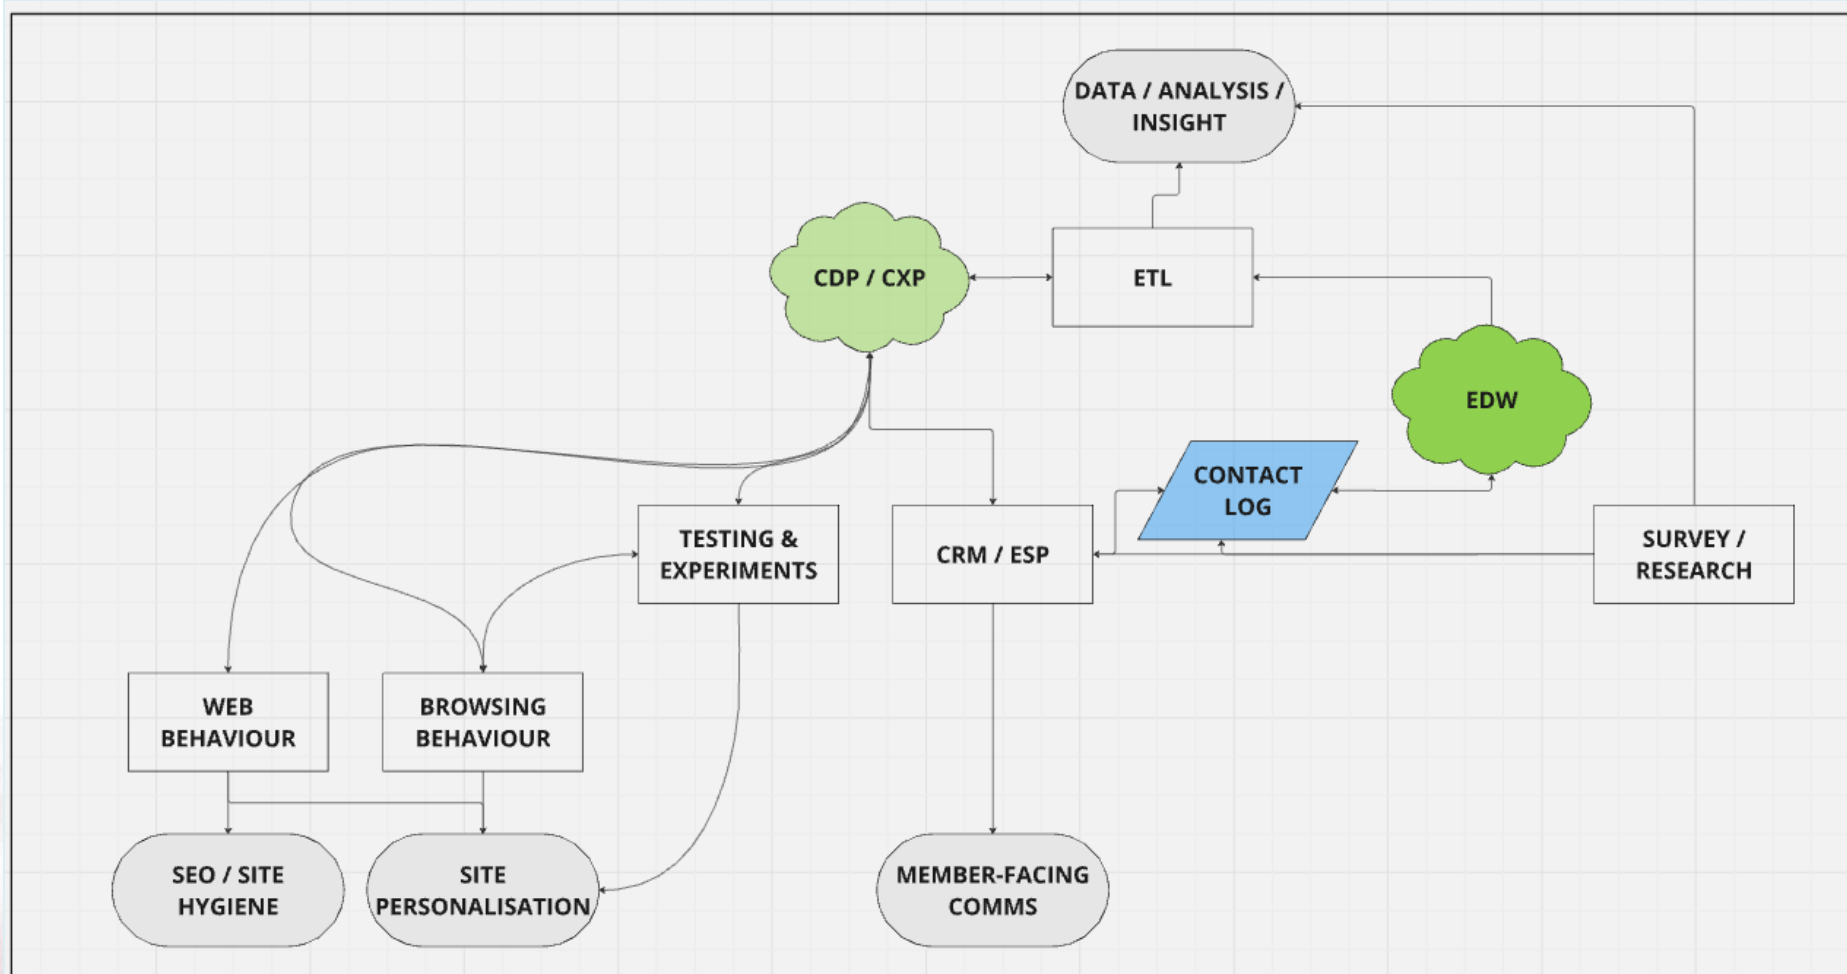 DATA / ANALYSIS /
INSIGHT
CDP / CXP
ETL
EDW
CONTACT
LOG
TESTING &
EXPERIMENTS
CRM / ESP
SURVEY /
RESEARCH
WEB
BEHAVIOUR
BROWSING
BEHAVIOUR
SEO / SITE
HYGIENE
SITE
PERSONALISATION
MEMBER-FACING
COMMS